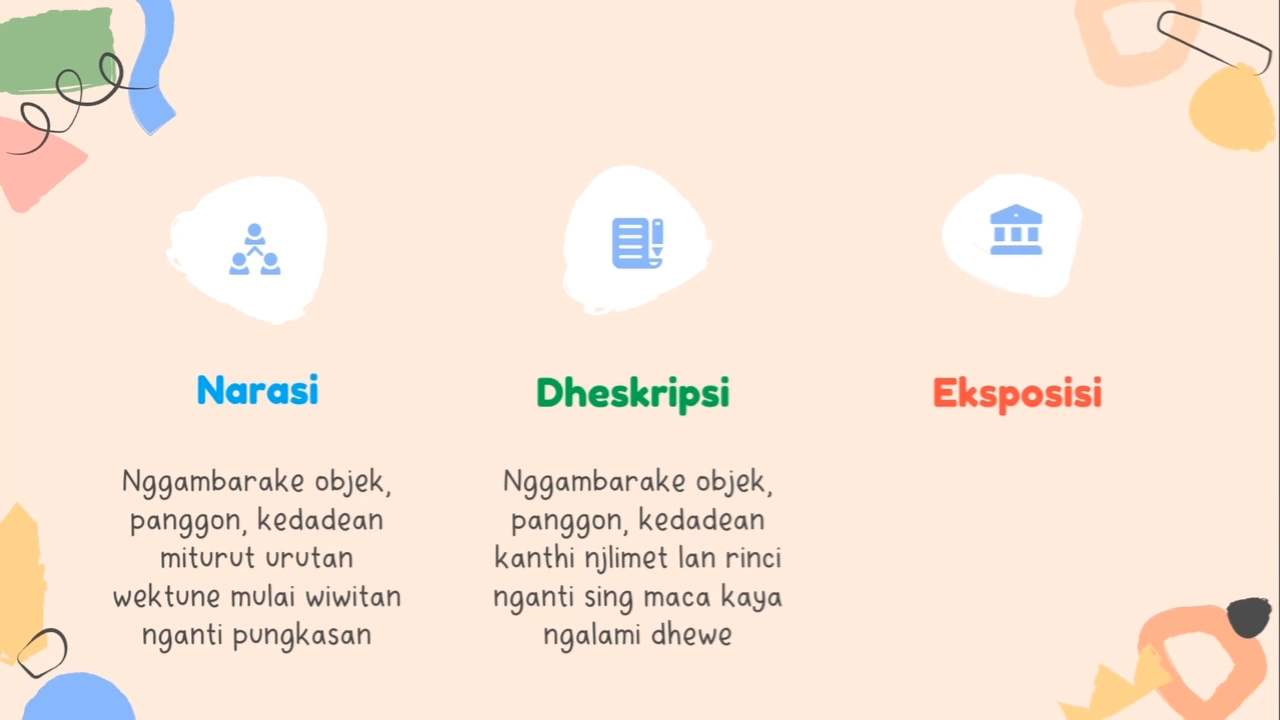 Narasi
Nggambarake objek,
panggon, kedadean
miturut urutan
wektune mulai wiwitan
nganti pungkasan
Dheskripsi
Nggambarake objek,
panggon, kedadean
kanthi njlimet lan rinci
nganti sing maca kaya
ngalami dhewe
Eksposisi